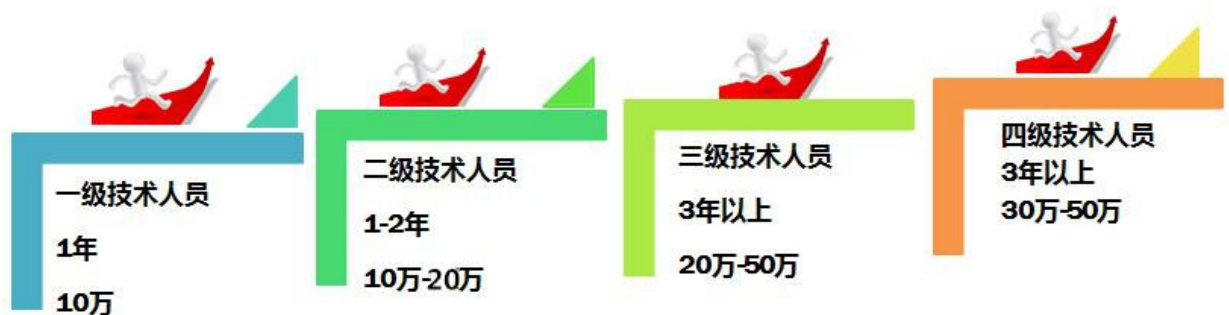 一级技术人员
1年
10万
二级技术人员
1-2年
10万-20万
三级技术人员
3年以上
20万-50万
四级技术人员
3年以上
30万-50万